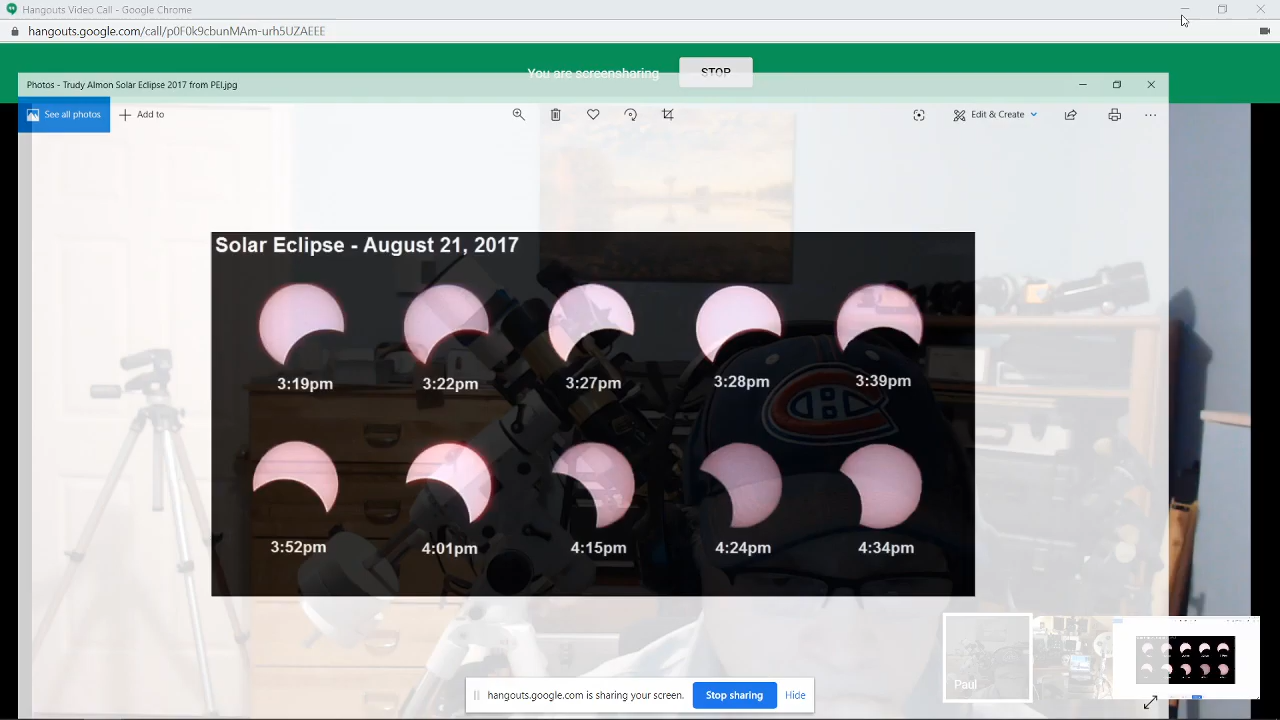 Hangouts Video Call - Google Chrome
hangouts.google.com/call/p0F0k9cbunMAm-urh5UZAEEE
You are screensharing
STOP
Photos - Trudy Almon Solar Eclipse 2017 from PEI.jpg
See all photos
Add to
Edit & Create
Solar Eclipse - August 21, 2017
3:19pm 3:22pm 3:27pm 3:28pm 3:39pm
3:52pm 4:01pm 4:15pm 4:24pm 4:34pm
Paul
hangouts.google.com is sharing your screen.
Stop sharing
Hide